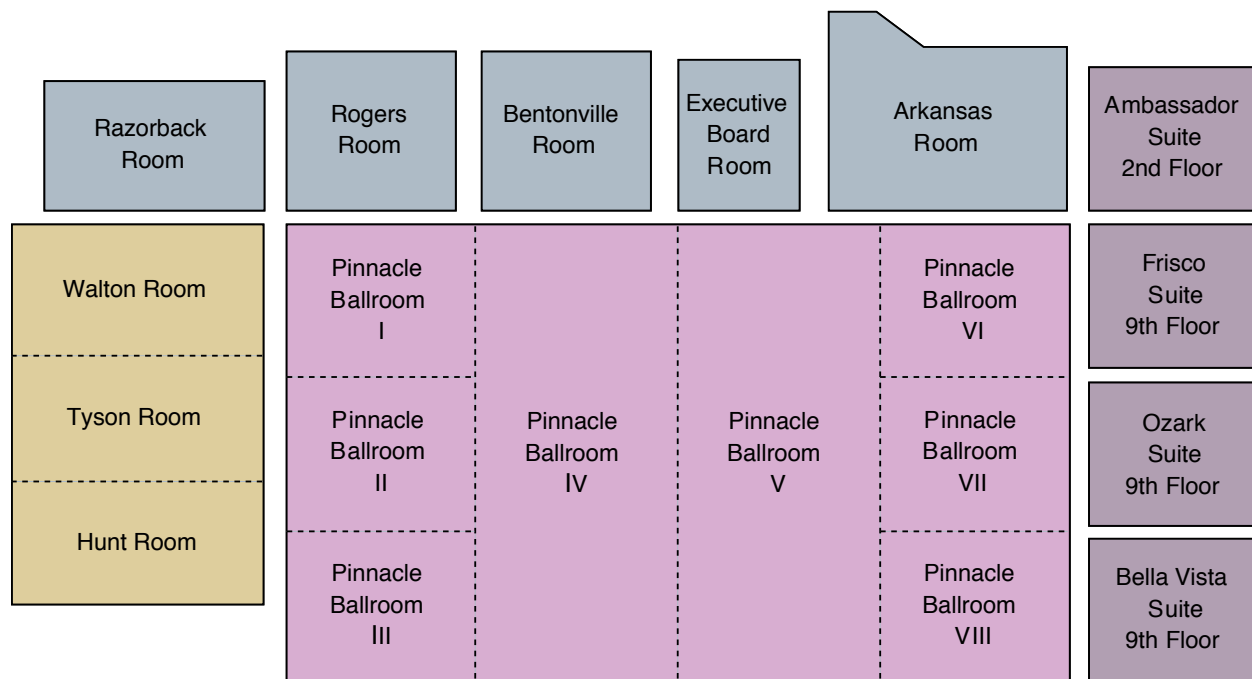 Razorback
Room
Rogers
Room
Bentonville
Room
Executive
Board
Room
Arkansas
Room
Ambassador
Suite
2nd Floor
Walton Room
Tyson Room
Hunt Room
Pinnacle
Ballroom
I
Pinnacle
Ballroom
II
Pinnacle
Ballroom
III
Pinnacle
Ballroom
IV
Pinnacle
Ballroom
V
Pinnacle
Ballroom
VI
Pinnacle
Ballroom
VII
Pinnacle
Ballroom
VIII
Frisco
Suite
9th Floor
Ozark
Suite
9th Floor
Bella Vista
Suite
9th Floor